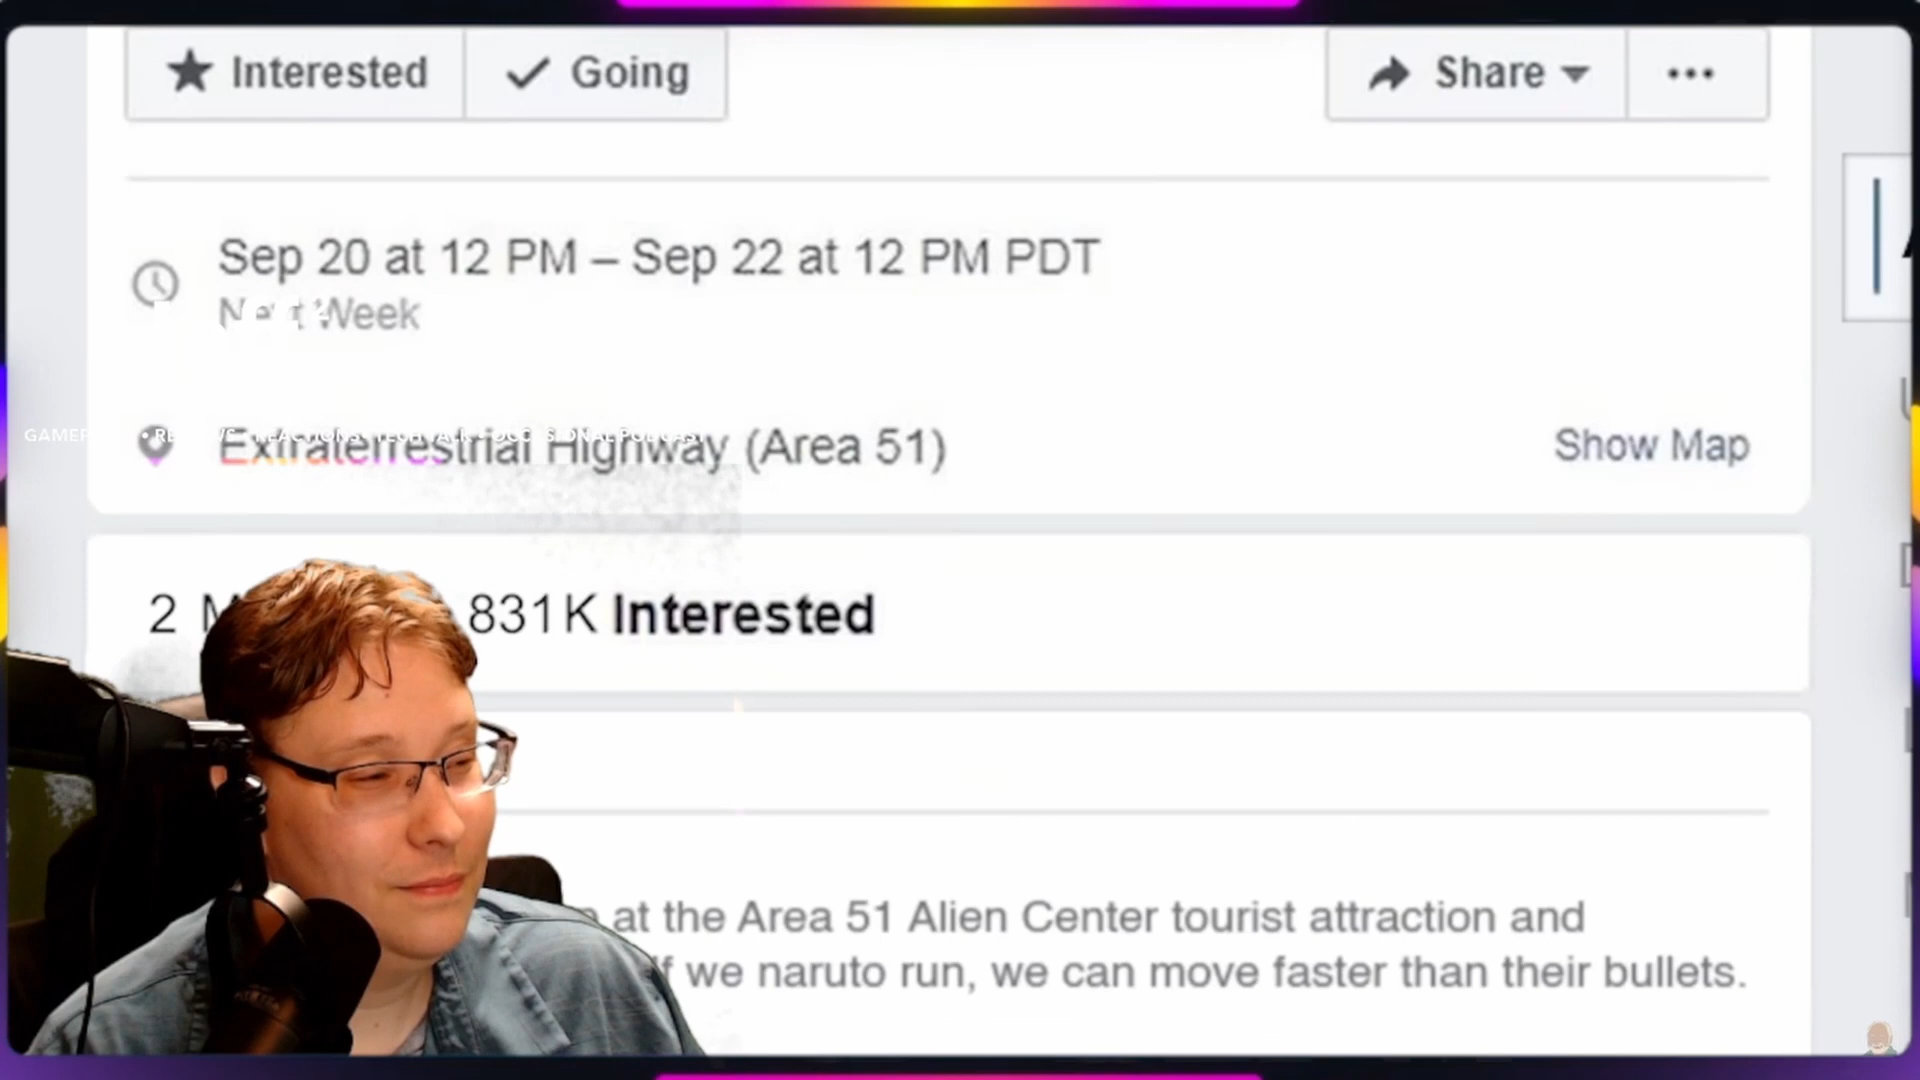 Interested
Going
Share
Sep 20 at 12 PM – Sep 22 at 12 PM PDT
Next Week
Extraterrestrial Highway (Area 51)
Show Map
2
831K Interested
at the Area 51 Alien Center tourist attraction and
we naruto run, we can move faster than their bullets.